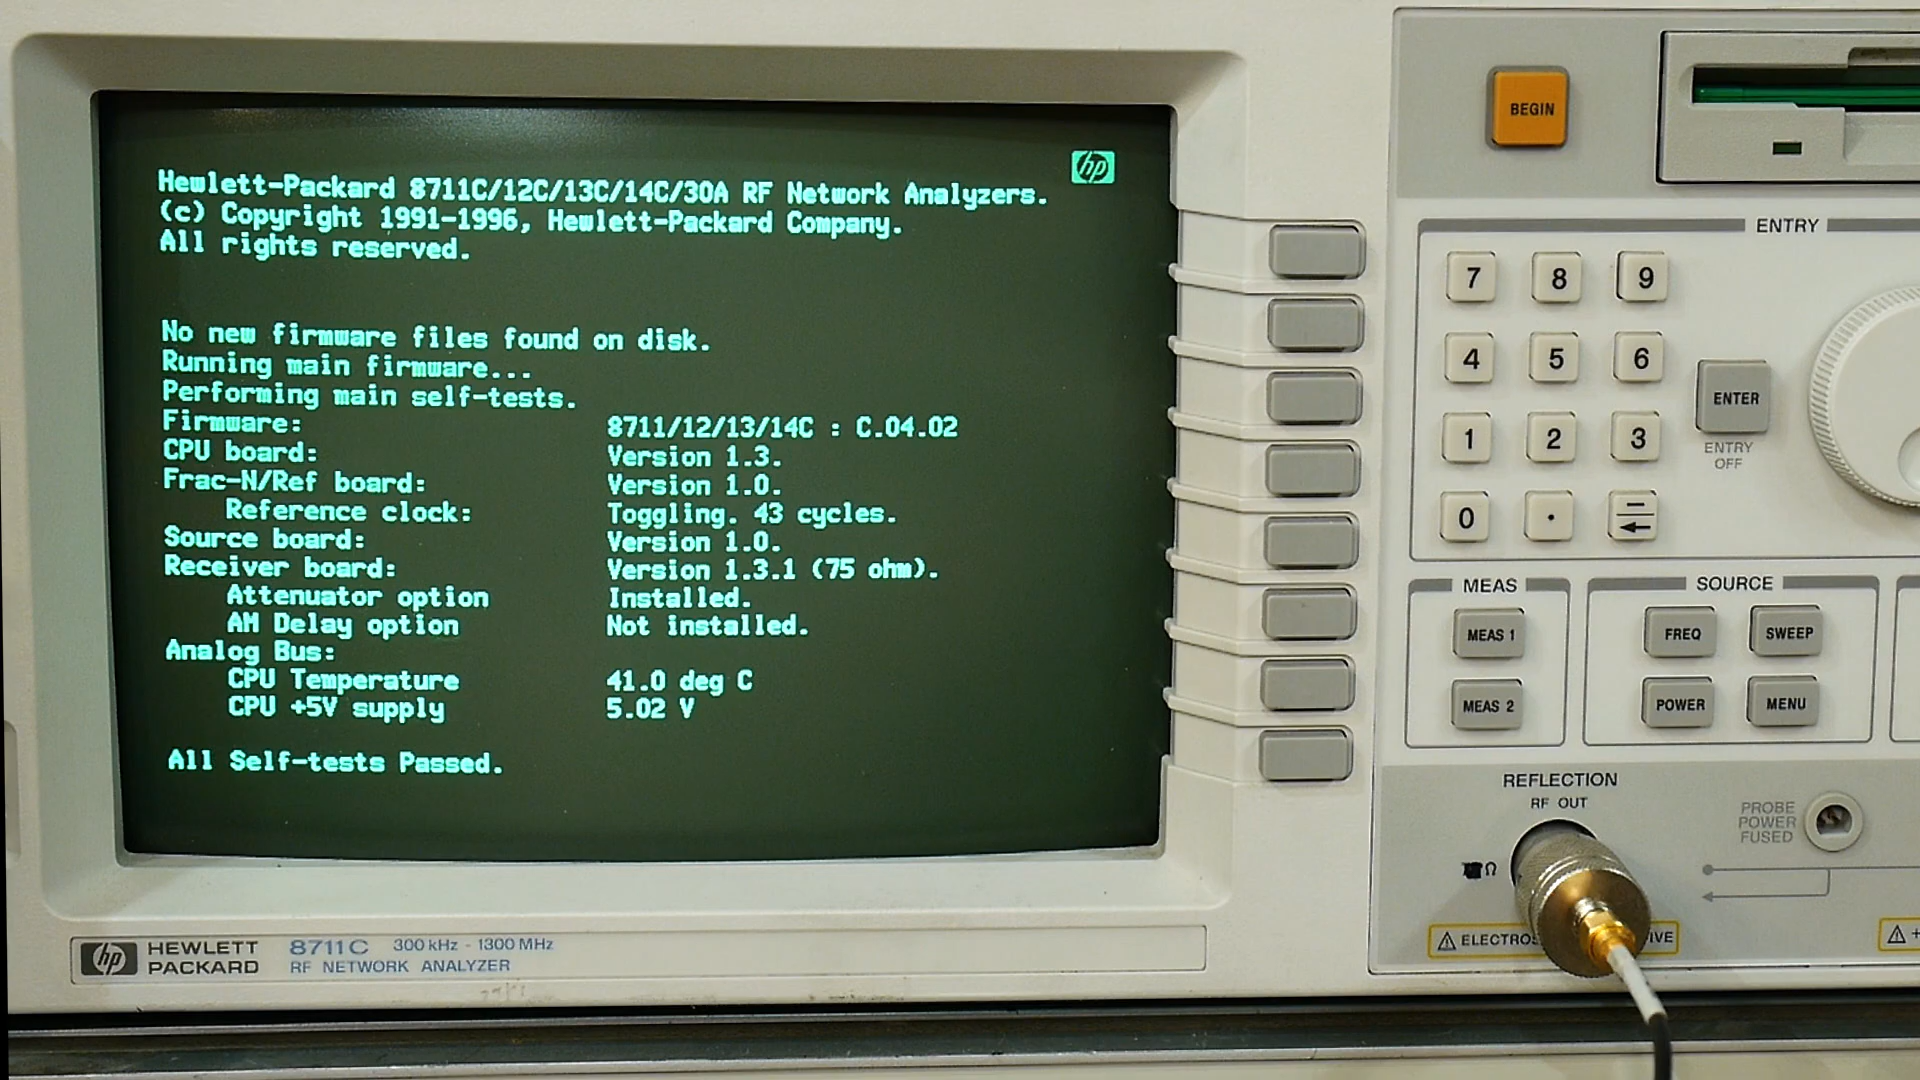 hp
Hewlett-Packard 8711C/12C/13C/14C/30A RF Network Analyzers.
(c) Copyright 1991-1996, Hewlett-Packard Company.
All rights reserved.
No new firmware files found on disk.
Running main firmware...
Performing main self-tests.
Firmware: 8711/12/13/14C : C.04.02
CPU board: Version 1.3.
Frac-N/Ref board: Version 1.0.
Reference clock: Toggling. 43 cycles.
Source board: Version 1.0.
Receiver board: Version 1.3.1 (75 ohm).
Attenuator option Installed.
AM Delay option Not installed.
Analog Bus:
CPU Temperature 41.0 deg C
CPU +5V supply 5.02 V
All Self-tests Passed.
hp HEWLETT PACKARD
8711C 300 kHz - 1300 MHz
RF NETWORK ANALYZER
BEGIN
ENTRY
7 8 9
4 5 6
1 2 3
0 . −
←
ENTER
ENTRY
OFF
MEAS
MEAS 1
MEAS 2
SOURCE
FREQ SWEEP
POWER MENU
REFLECTION
RF OUT
Ω
PROBE
POWER
FUSED